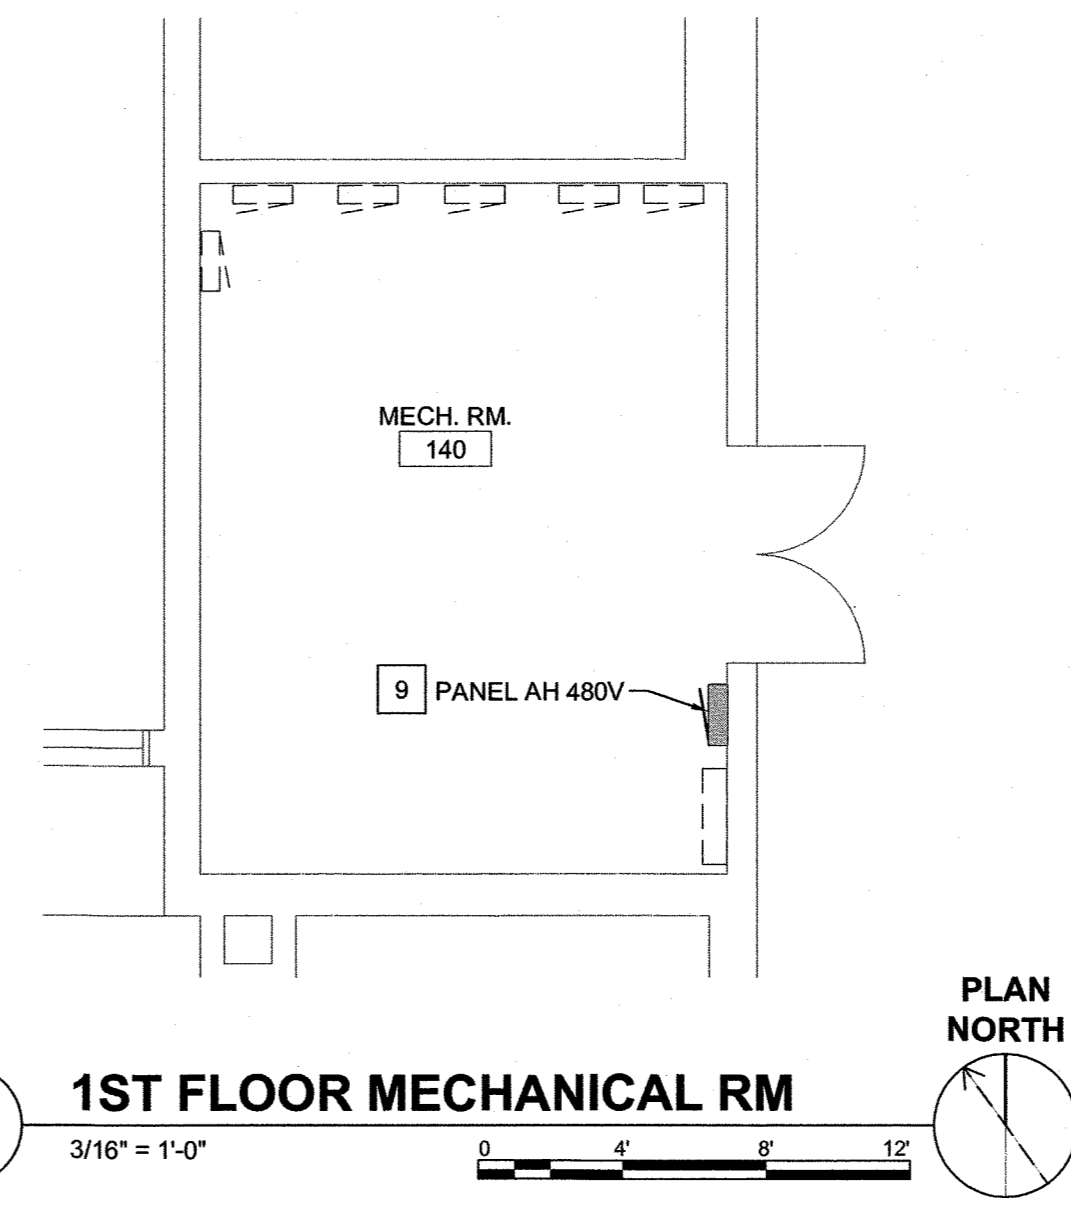 MECH. RM.
140
9 PANEL AH 480V
PLAN
NORTH
1ST FLOOR MECHANICAL RM
3/16" = 1'-0"
0 4' 8' 12'